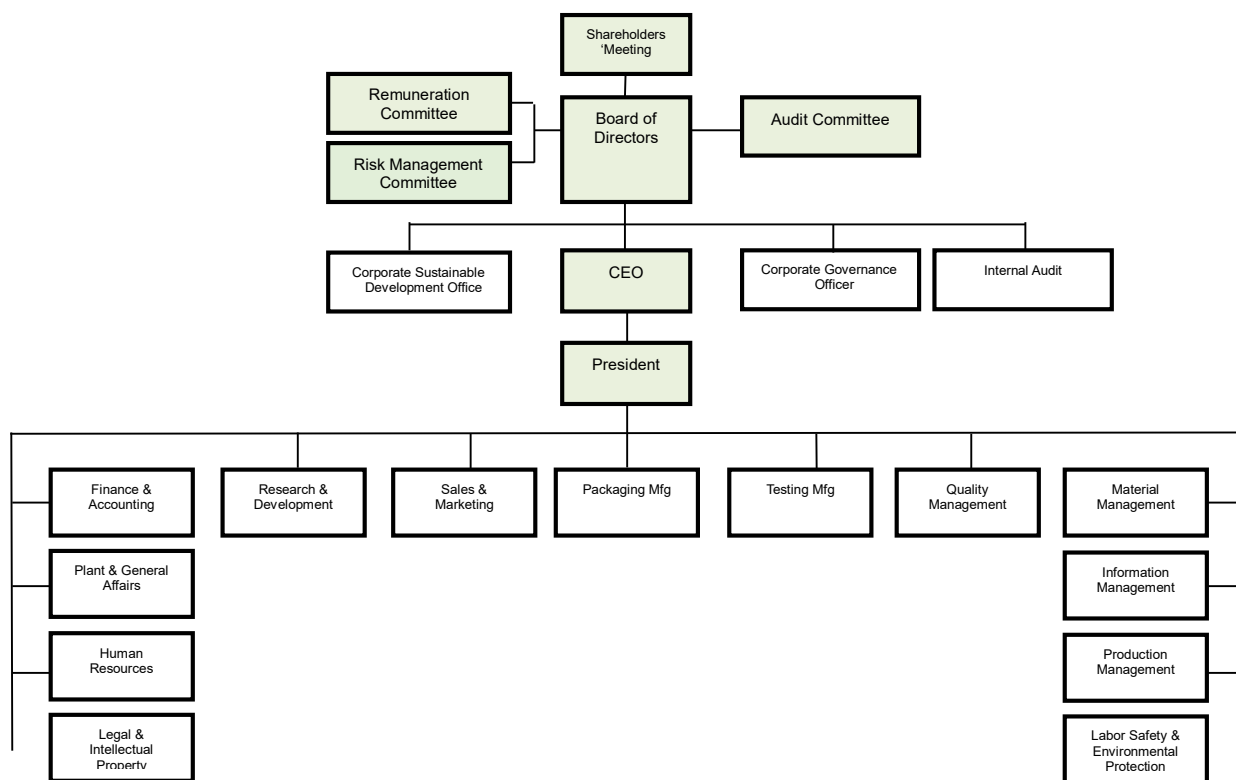 Shareholders
‘Meeting
Remuneration
Committee
Board of
Directors
Audit Committee
Risk Management
Committee
Corporate Sustainable
Development Office
CEO
Corporate Governance
Officer
Internal Audit
President
Finance &
Accounting
Research &
Development
Sales &
Marketing
Packaging Mfg
Testing Mfg
Quality
Management
Material
Management
Plant & General
Affairs
Information
Management
Human
Resources
Production
Management
Legal &
Intellectual
Property
Labor Safety &
Environmental
Protection